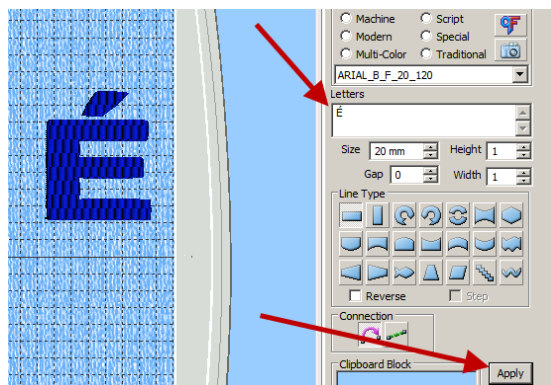 É
Machine Script
Modern Special
Multi-Color Traditional
ARIAL_B_F_20_120
Letters
É
Size 20 mm Height 1
Gap 0 Width 1
Line Type
Reverse Step
Connection
Clipboard Block
Apply